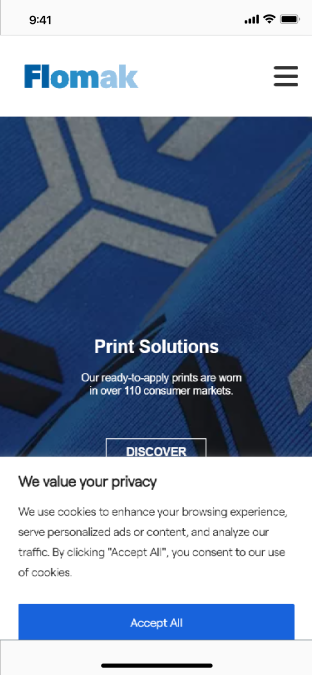 9:41
Flomak
Print Solutions
Our ready-to-apply prints are worn
in over 110 consumer markets.
DISCOVER
We value your privacy
We use cookies to enhance your browsing experience,
serve personalized ads or content, and analyze our
traffic. By clicking "Accept All", you consent to our use
of cookies.
Accept All